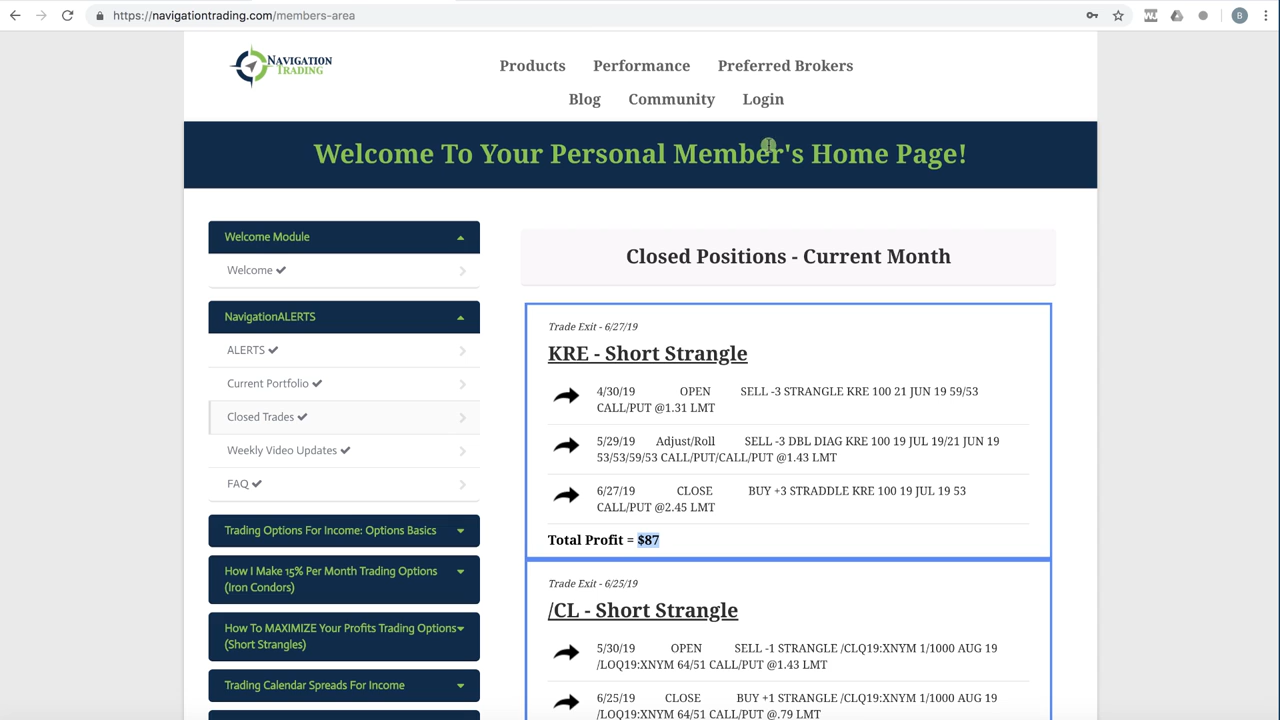 https://navigationtrading.com/members-area
B
NAVIGATION
TRADING
Products
Performance
Preferred Brokers
Blog
Community
Login
Welcome To Your Personal Member's Home Page!
Welcome Module
Welcome
NavigationALERTS
ALERTS
Current Portfolio
Closed Trades
Weekly Video Updates
FAQ
Trading Options For Income: Options Basics
How I Make 15% Per Month Trading Options
(Iron Condors)
How To MAXIMIZE Your Profits Trading Options
(Short Strangles)
Trading Calendar Spreads For Income
Closed Positions - Current Month
Trade Exit - 6/27/19
KRE - Short Strangle
4/30/19 OPEN SELL -3 STRANGLE KRE 100 21 JUN 19 59/53
CALL/PUT @1.31 LMT
5/29/19 Adjust/Roll SELL -3 DBL DIAG KRE 100 19 JUL 19/21 JUN 19
53/53/59/53 CALL/PUT/CALL/PUT @1.43 LMT
6/27/19 CLOSE BUY +3 STRADDLE KRE 100 19 JUL 19 53
CALL/PUT @2.45 LMT
Total Profit = $87
Trade Exit - 6/25/19
/CL - Short Strangle
5/30/19 OPEN SELL -1 STRANGLE /CLQ19:XNYM 1/1000 AUG 19
/LOQ19:XNYM 64/51 CALL/PUT @1.43 LMT
6/25/19 CLOSE BUY +1 STRANGLE /CLQ19:XNYM 1/1000 AUG 19
/LOQ19:XNYM 64/51 CALL/PUT @.79 LMT